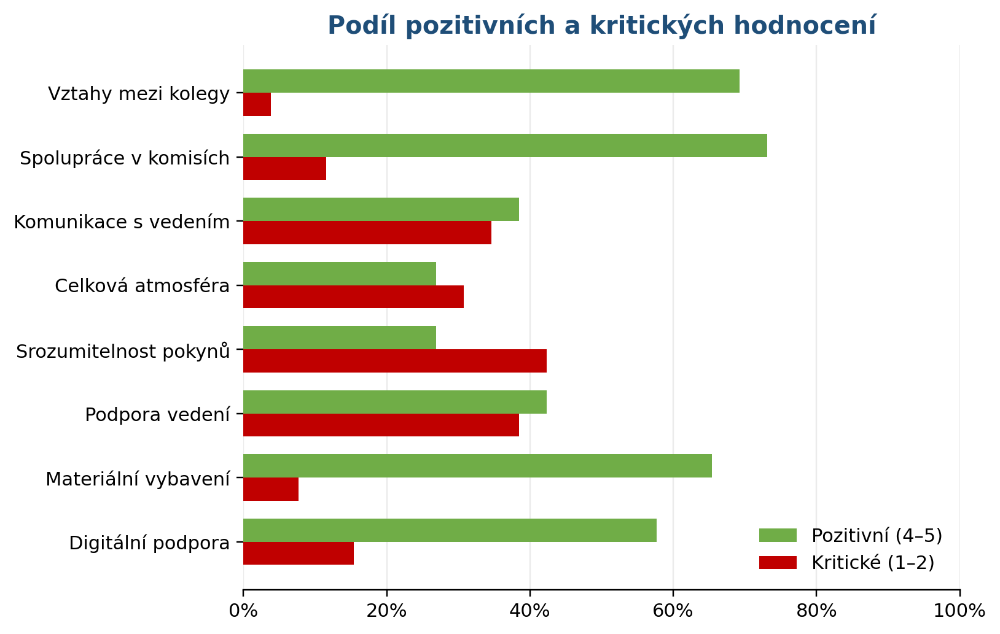 Podíl pozitivních a kritických hodnocení
Vztahy mezi kolegy
Spolupráce v komisích
Komunikace s vedením
Celková atmosféra
Srozumitelnost pokynů
Podpora vedení
Materiální vybavení
Digitální podpora
Pozitivní (4–5)
Kritické (1–2)
0% 20% 40% 60% 80% 100%